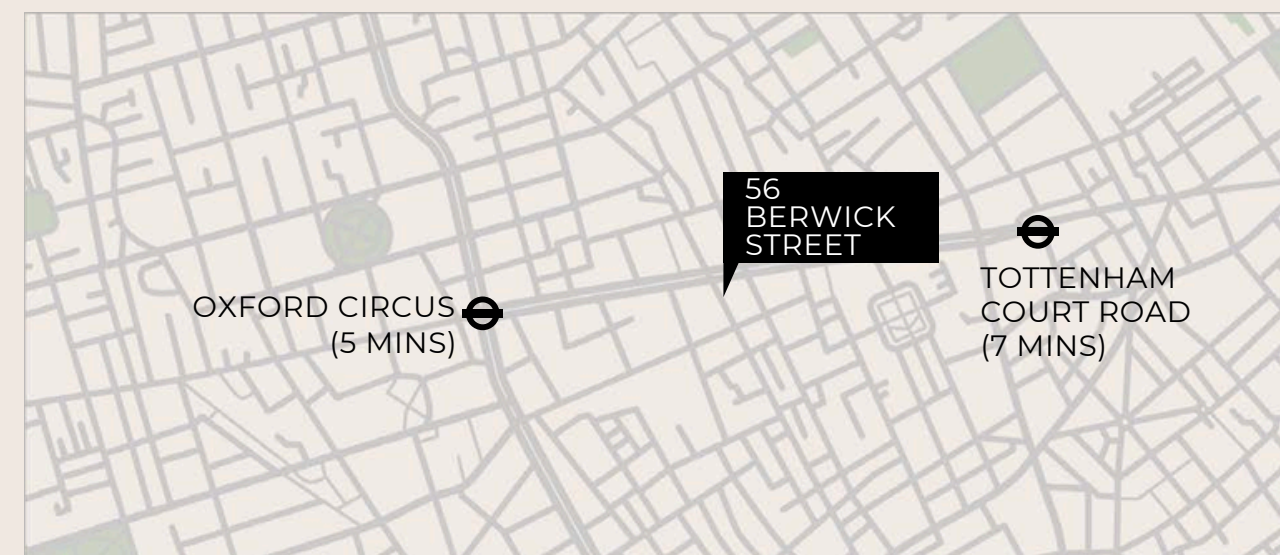 56
BERWICK
STREET
OXFORD CIRCUS
(5 MINS)
TOTTENHAM
COURT ROAD
(7 MINS)